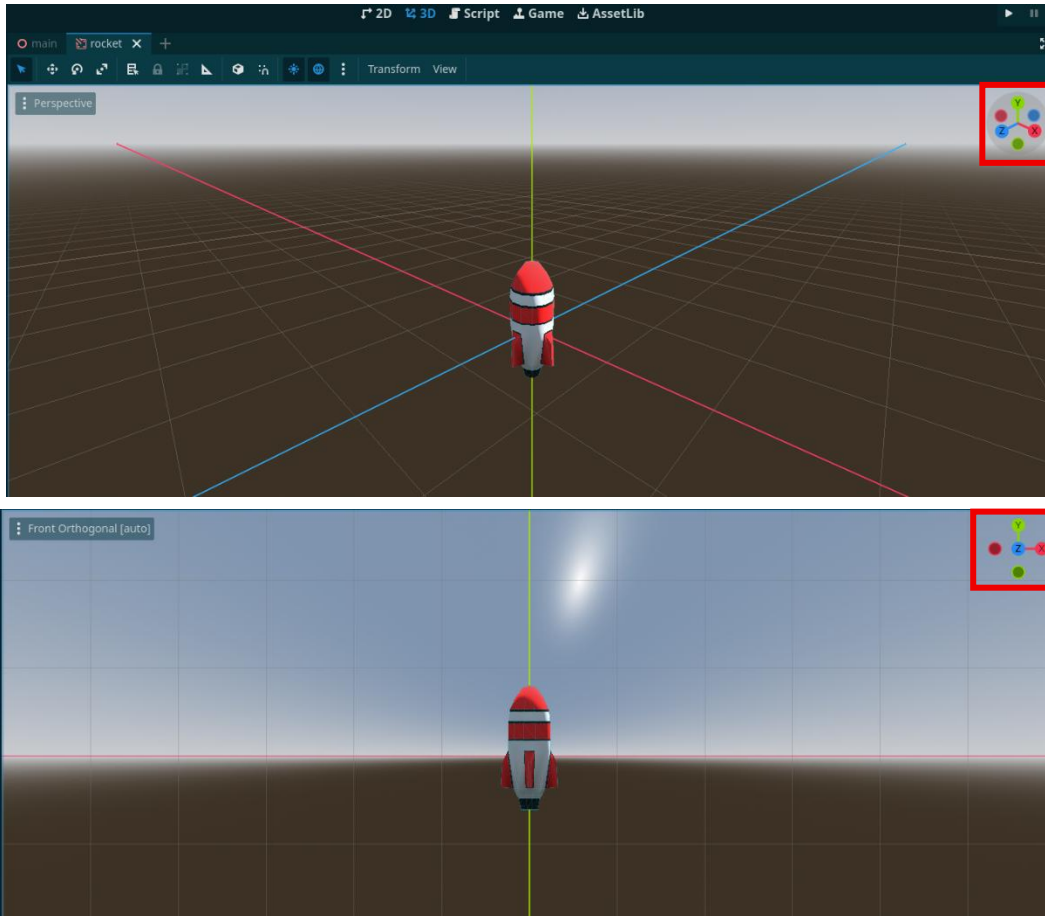 2D 3D Script Game AssetLib
main rocket
Transform View
Perspective
Y
Z X
Front Orthogonal [auto]
Y
Z X